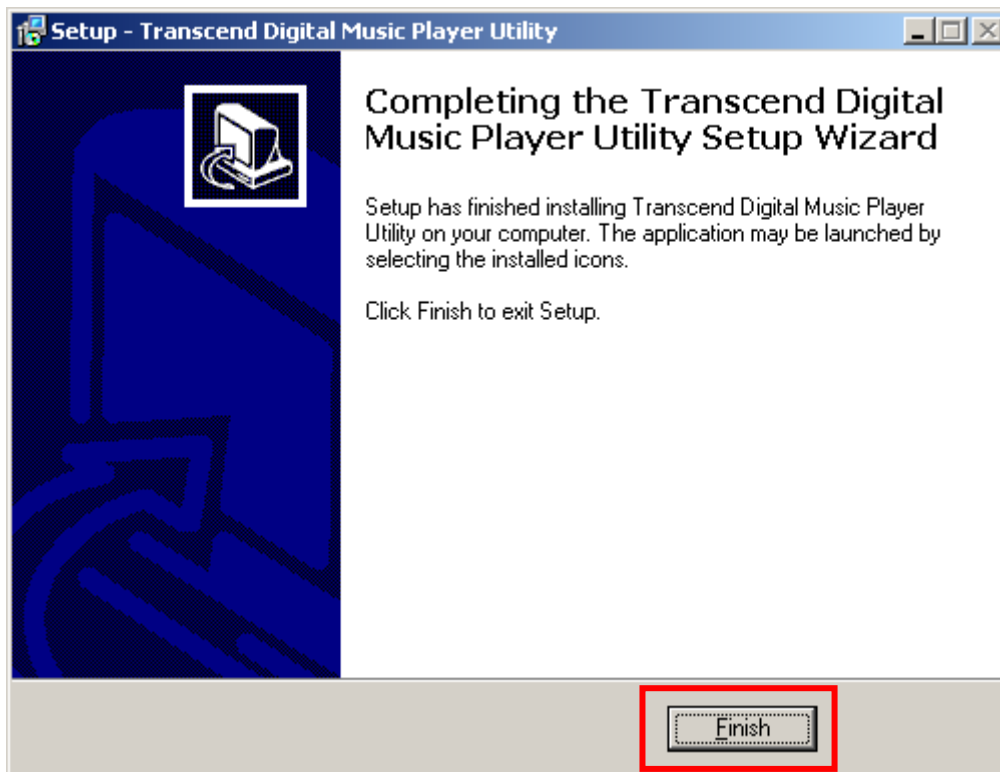 Setup - Transcend Digital Music Player Utility
Completing the Transcend Digital
Music Player Utility Setup Wizard
Setup has finished installing Transcend Digital Music Player
Utility on your computer. The application may be launched by
selecting the installed icons.
Click Finish to exit Setup.
Finish